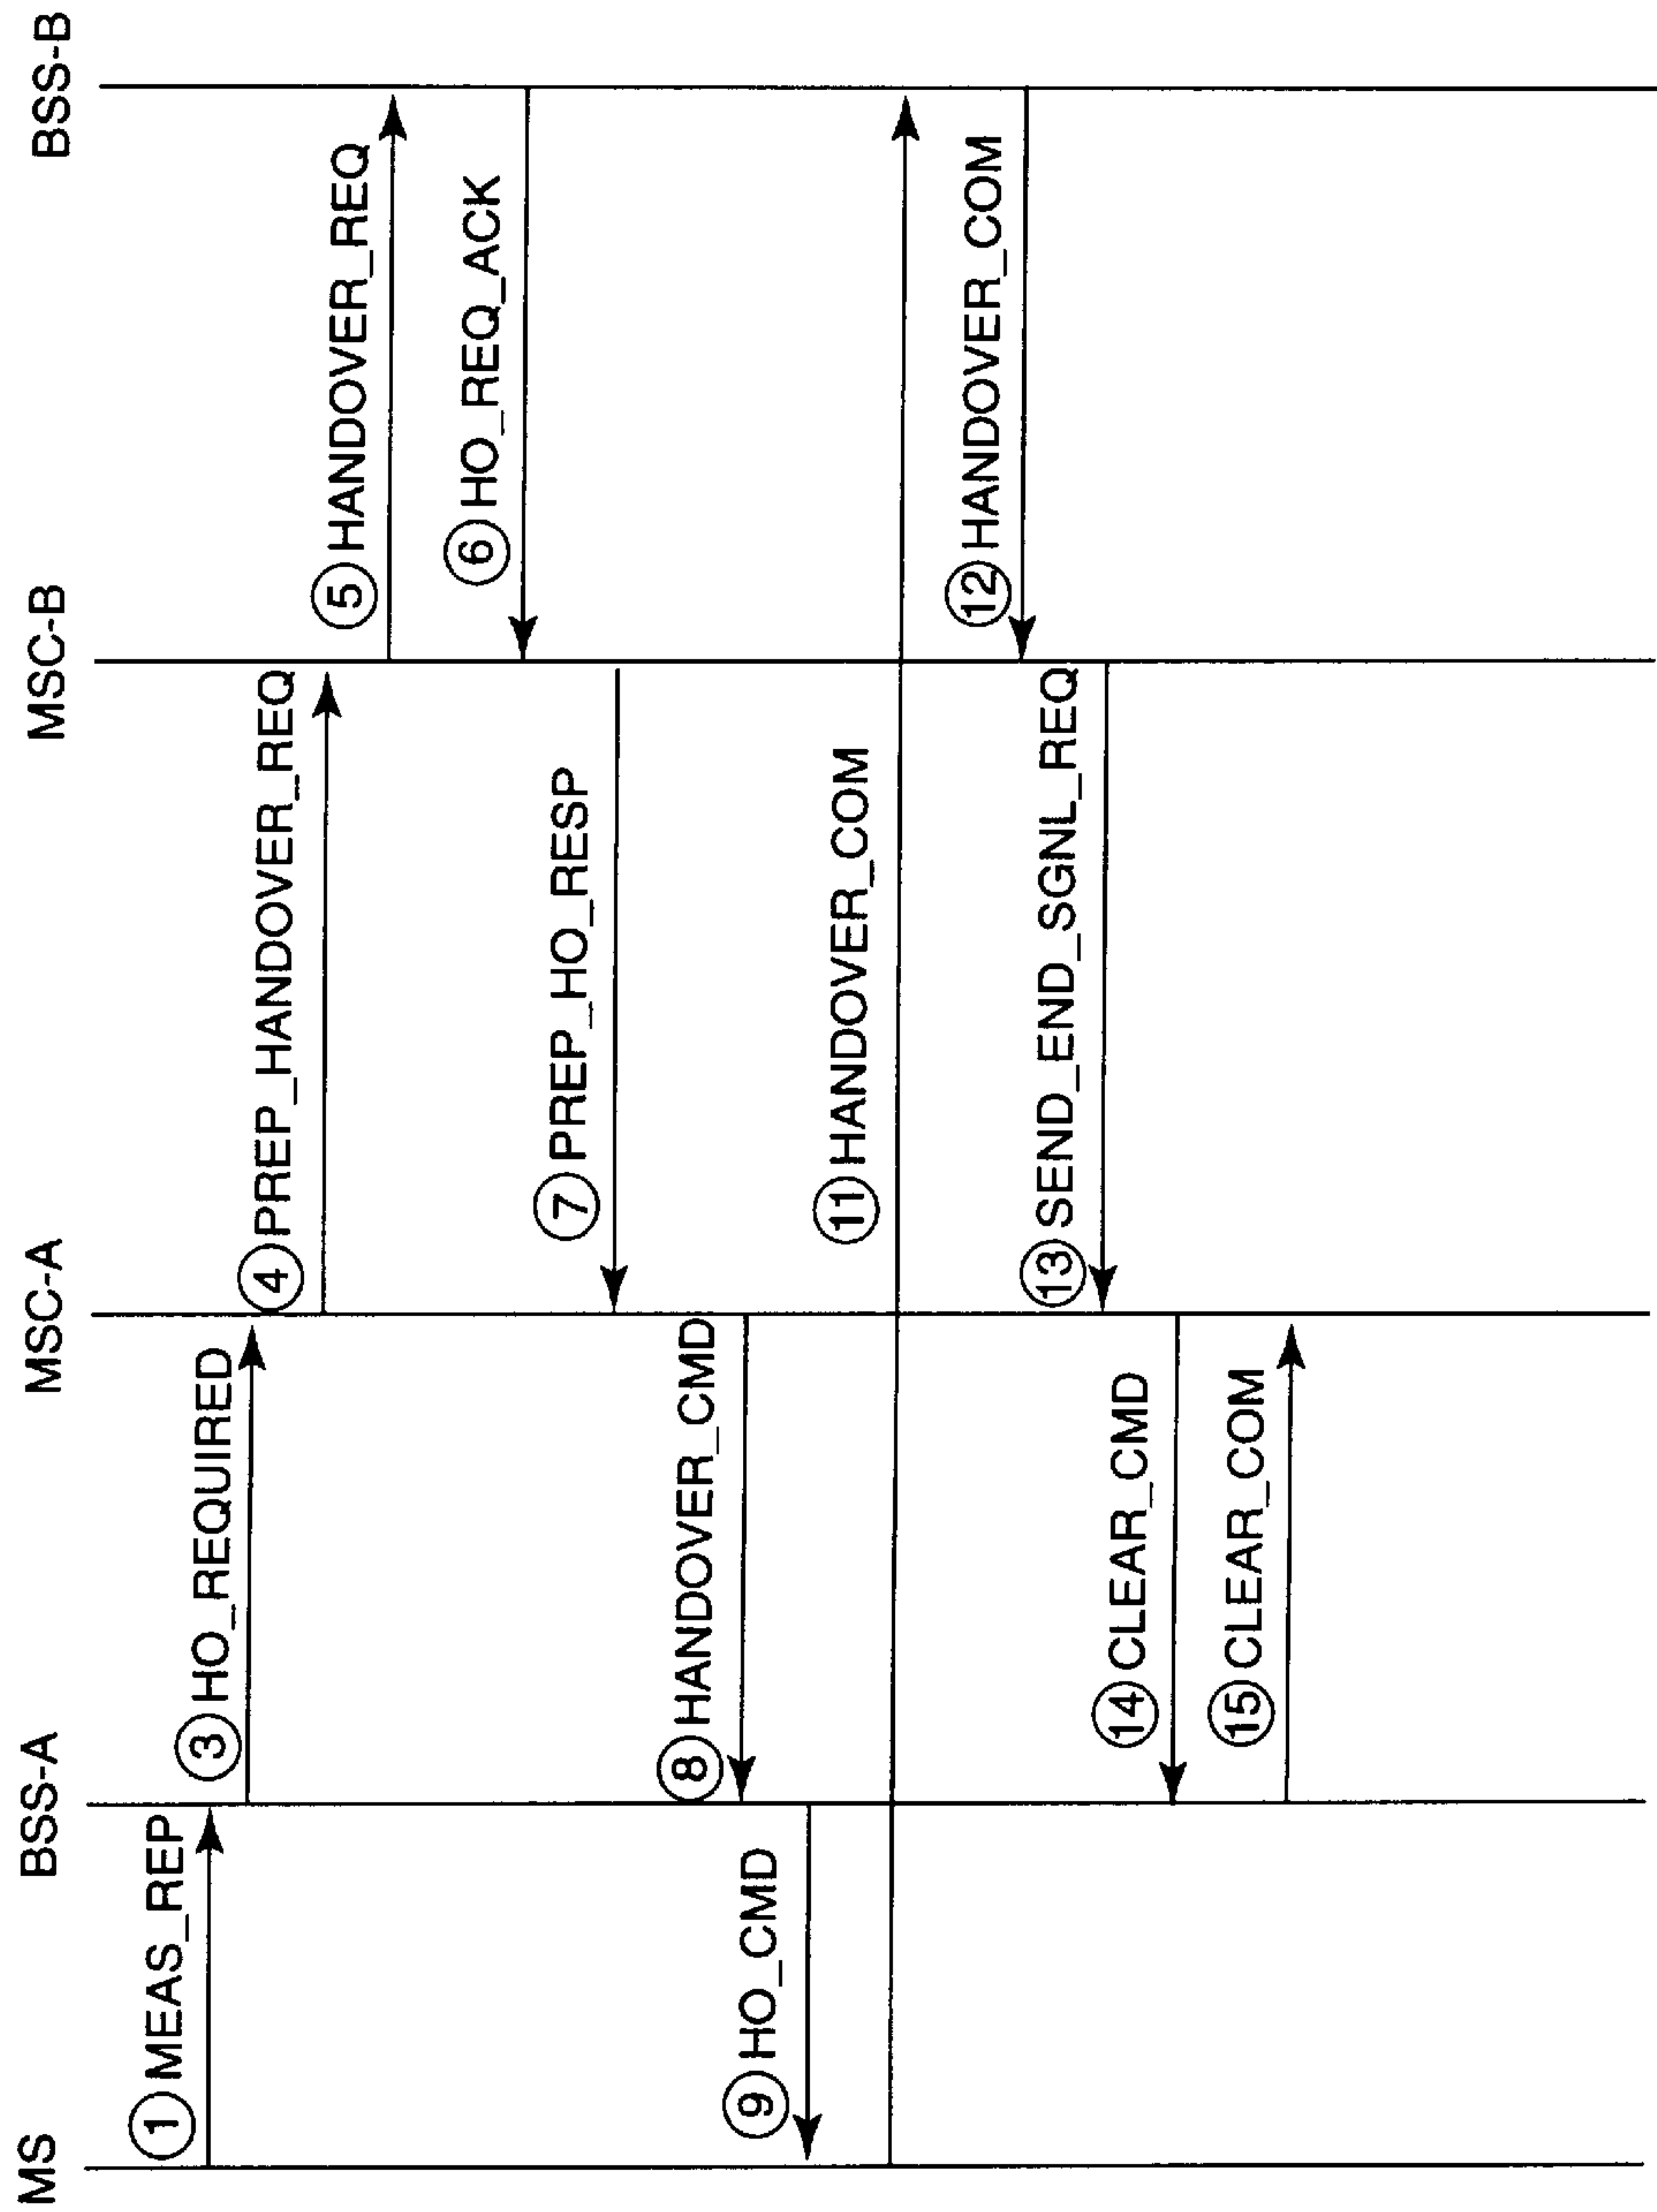 MS
BSS-A
MSC-A
MSC-B
BSS-B
1 MEAS_REP
3 HO_REQUIRED
4 PREP_HANDOVER_REQ
5 HANDOVER_REQ
6 HO_REQ_ACK
7 PREP_HO_RESP
8 HANDOVER_CMD
9 HO_CMD
11 HANDOVER_COM
12 HANDOVER_COM
13 SEND_END_SGNL_REQ
14 CLEAR_CMD
15 CLEAR_COM